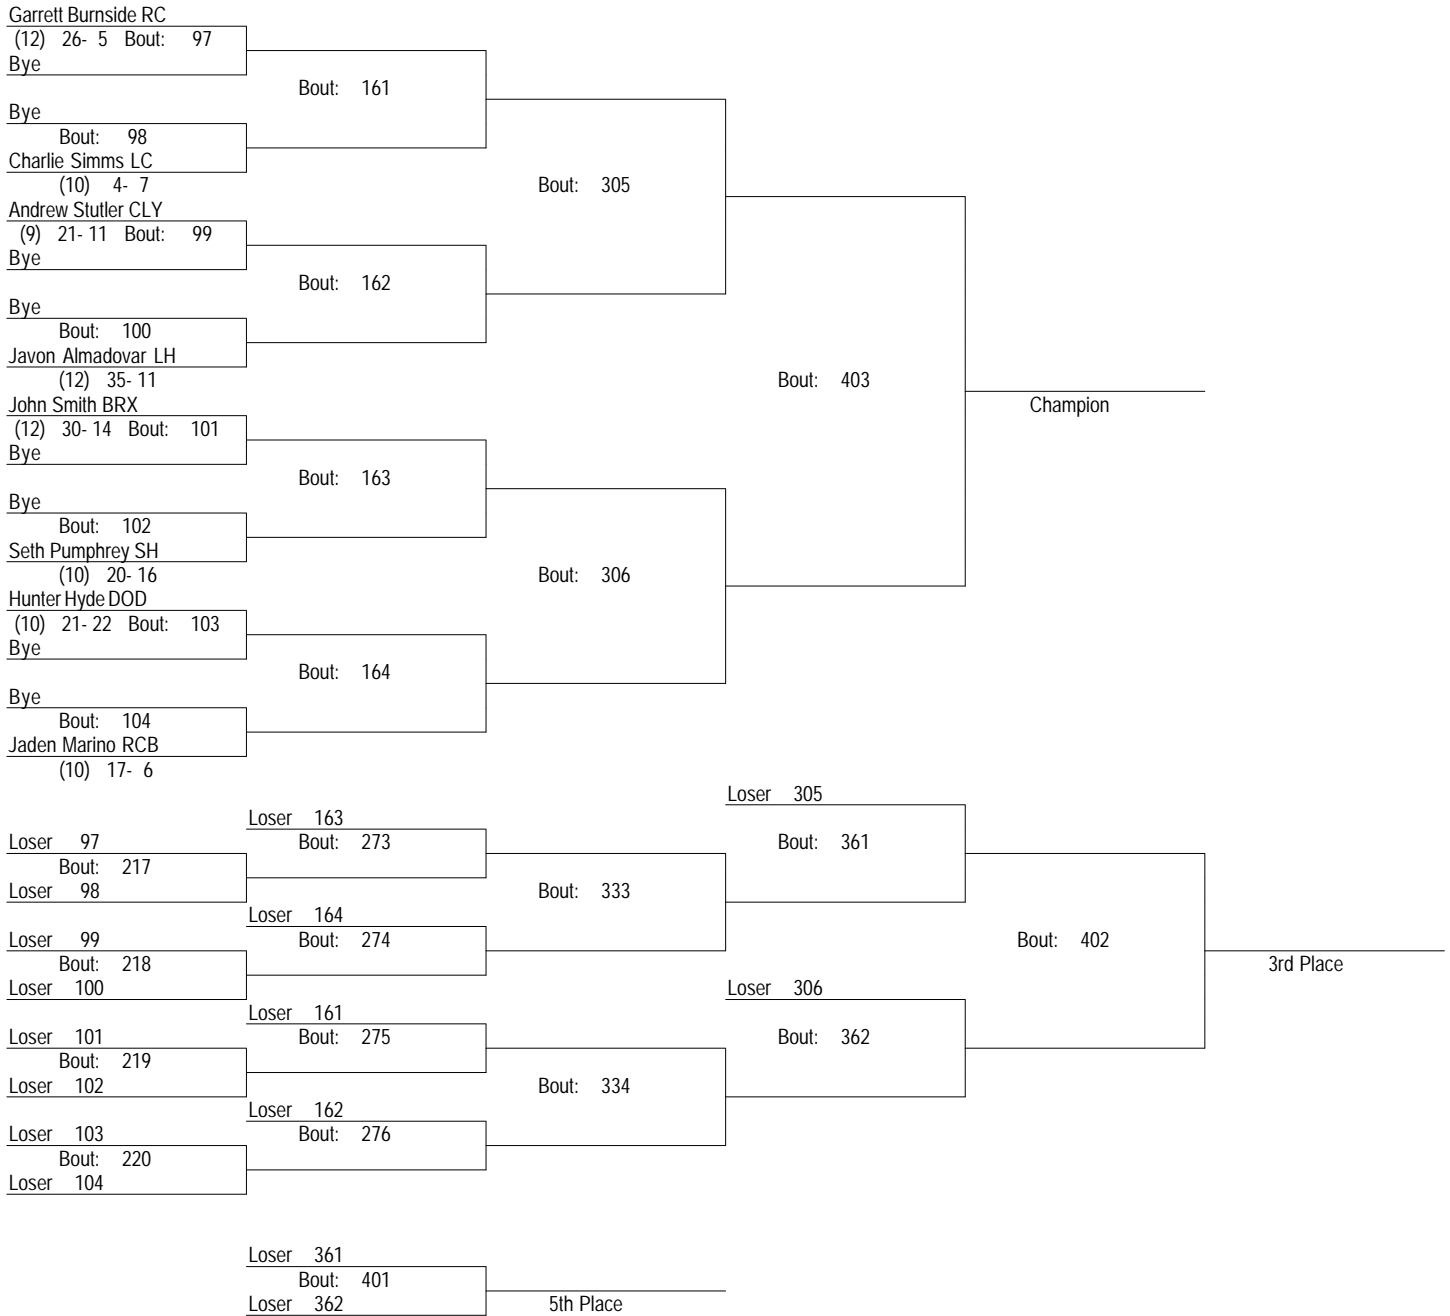 Garrett Burnside RC
(12) 26- 5 Bout: 97
Bye
Bout: 161
Bye
Bout: 98
Charlie Simms LC
(10) 4- 7
Bout: 305
Andrew Stutler CLY
(9) 21- 11 Bout: 99
Bye
Bout: 162
Bye
Bout: 100
Javon Almadovar LH
(12) 35- 11
Bout: 403
Champion
John Smith BRX
(12) 30- 14 Bout: 101
Bye
Bout: 163
Bye
Bout: 102
Seth Pumphrey SH
(10) 20- 16
Bout: 306
Hunter Hyde DOD
(10) 21- 22 Bout: 103
Bye
Bout: 164
Bye
Bout: 104
Jaden Marino RCB
(10) 17- 6
Loser 305
Loser 163
Loser 97
Bout: 273
Bout: 361
Bout: 217
Loser 98
Bout: 333
Loser 164
Loser 99
Bout: 274
Bout: 402
Bout: 218
3rd Place
Loser 100
Loser 306
Loser 161
Loser 101
Bout: 275
Bout: 362
Bout: 219
Loser 102
Bout: 334
Loser 162
Loser 103
Bout: 276
Bout: 220
Loser 104
Loser 361
Bout: 401
Loser 362
5th Place